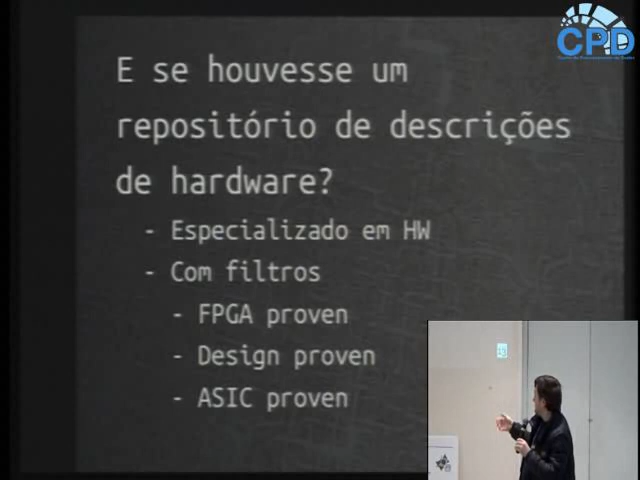 CPD
E se houvesse um
repositório de descrições
de hardware?
- Especializado em HW
- Com filtros
- FPGA proven
- Design proven
- ASIC proven